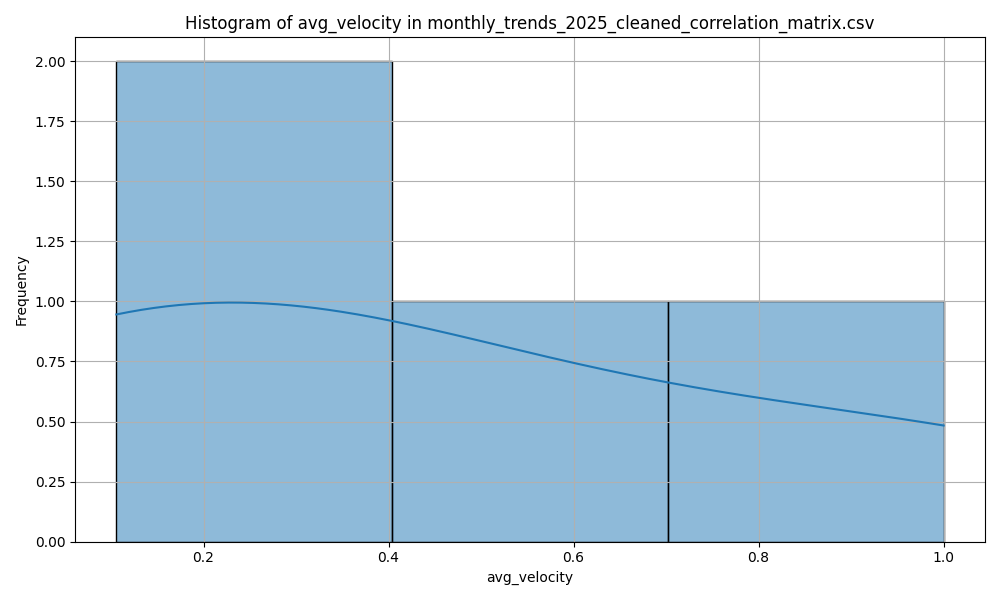 Histogram of avg_velocity in monthly_trends_2025_cleaned_correlation_matrix.csv
Frequency
2.00
1.75
1.50
1.25
1.00
0.75
0.50
0.25
0.00
0.2 0.4 0.6 0.8 1.0
avg_velocity